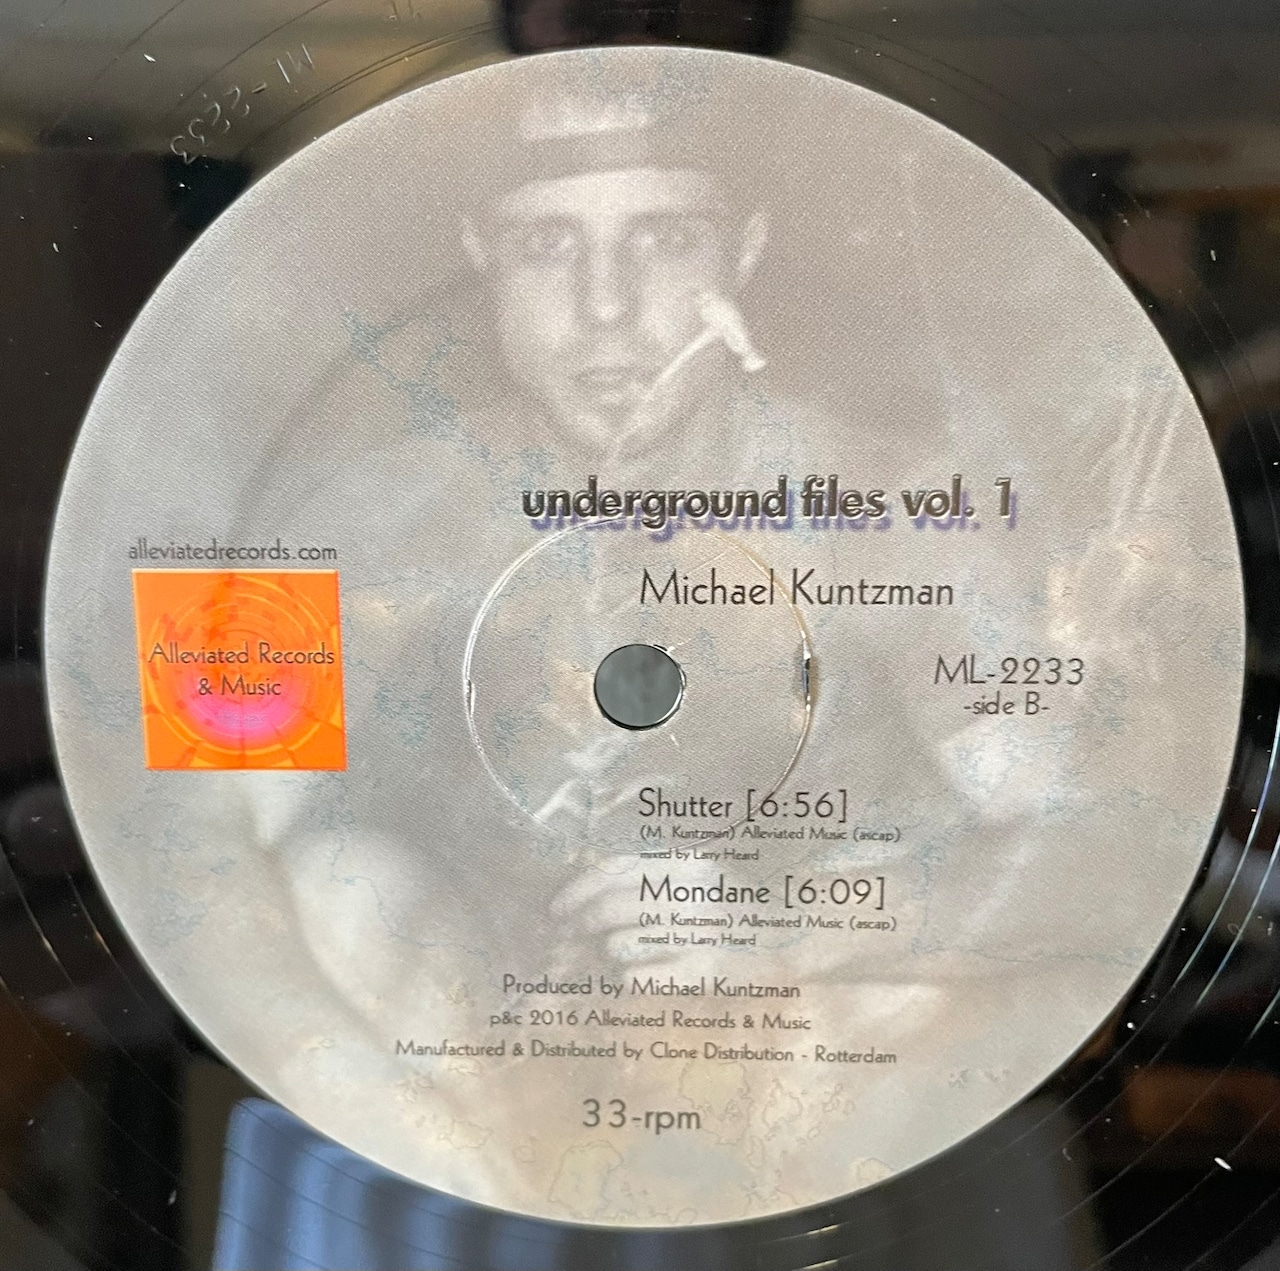 ML-2233
underground files vol. 1
Michael Kuntzman
alleviatedrecords.com
Alleviated Records
& Music
ML-2233
-side B-
Shutter [6:56]
(M. Kuntzman) Alleviated Music (ascap)
mixed by Larry Heard
Mondane [6:09]
(M. Kuntzman) Alleviated Music (ascap)
mixed by Larry Heard
Produced by Michael Kuntzman
p&c 2016 Alleviated Records & Music
Manufactured & Distributed by Clone Distribution - Rotterdam
33-rpm